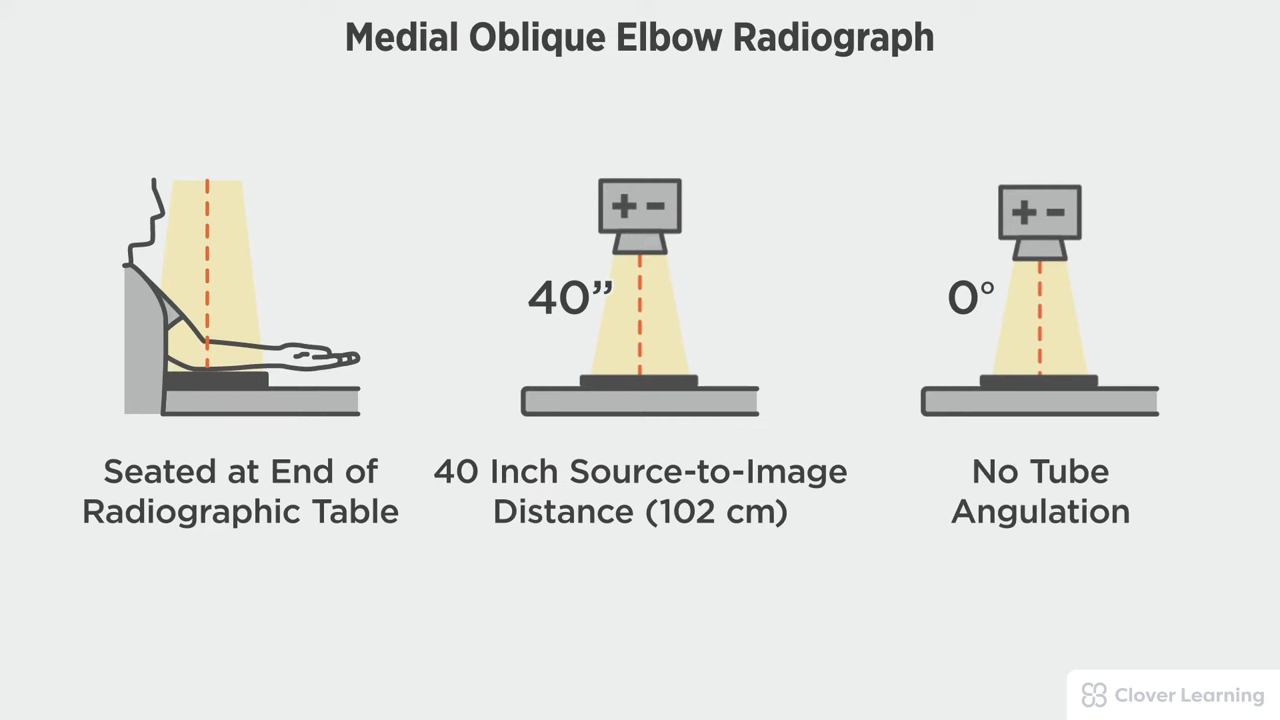 Medial Oblique Elbow Radiograph
+ -
40”
+ -
0°
Seated at End of
Radiographic Table
40 Inch Source-to-Image
Distance (102 cm)
No Tube
Angulation
Clover Learning